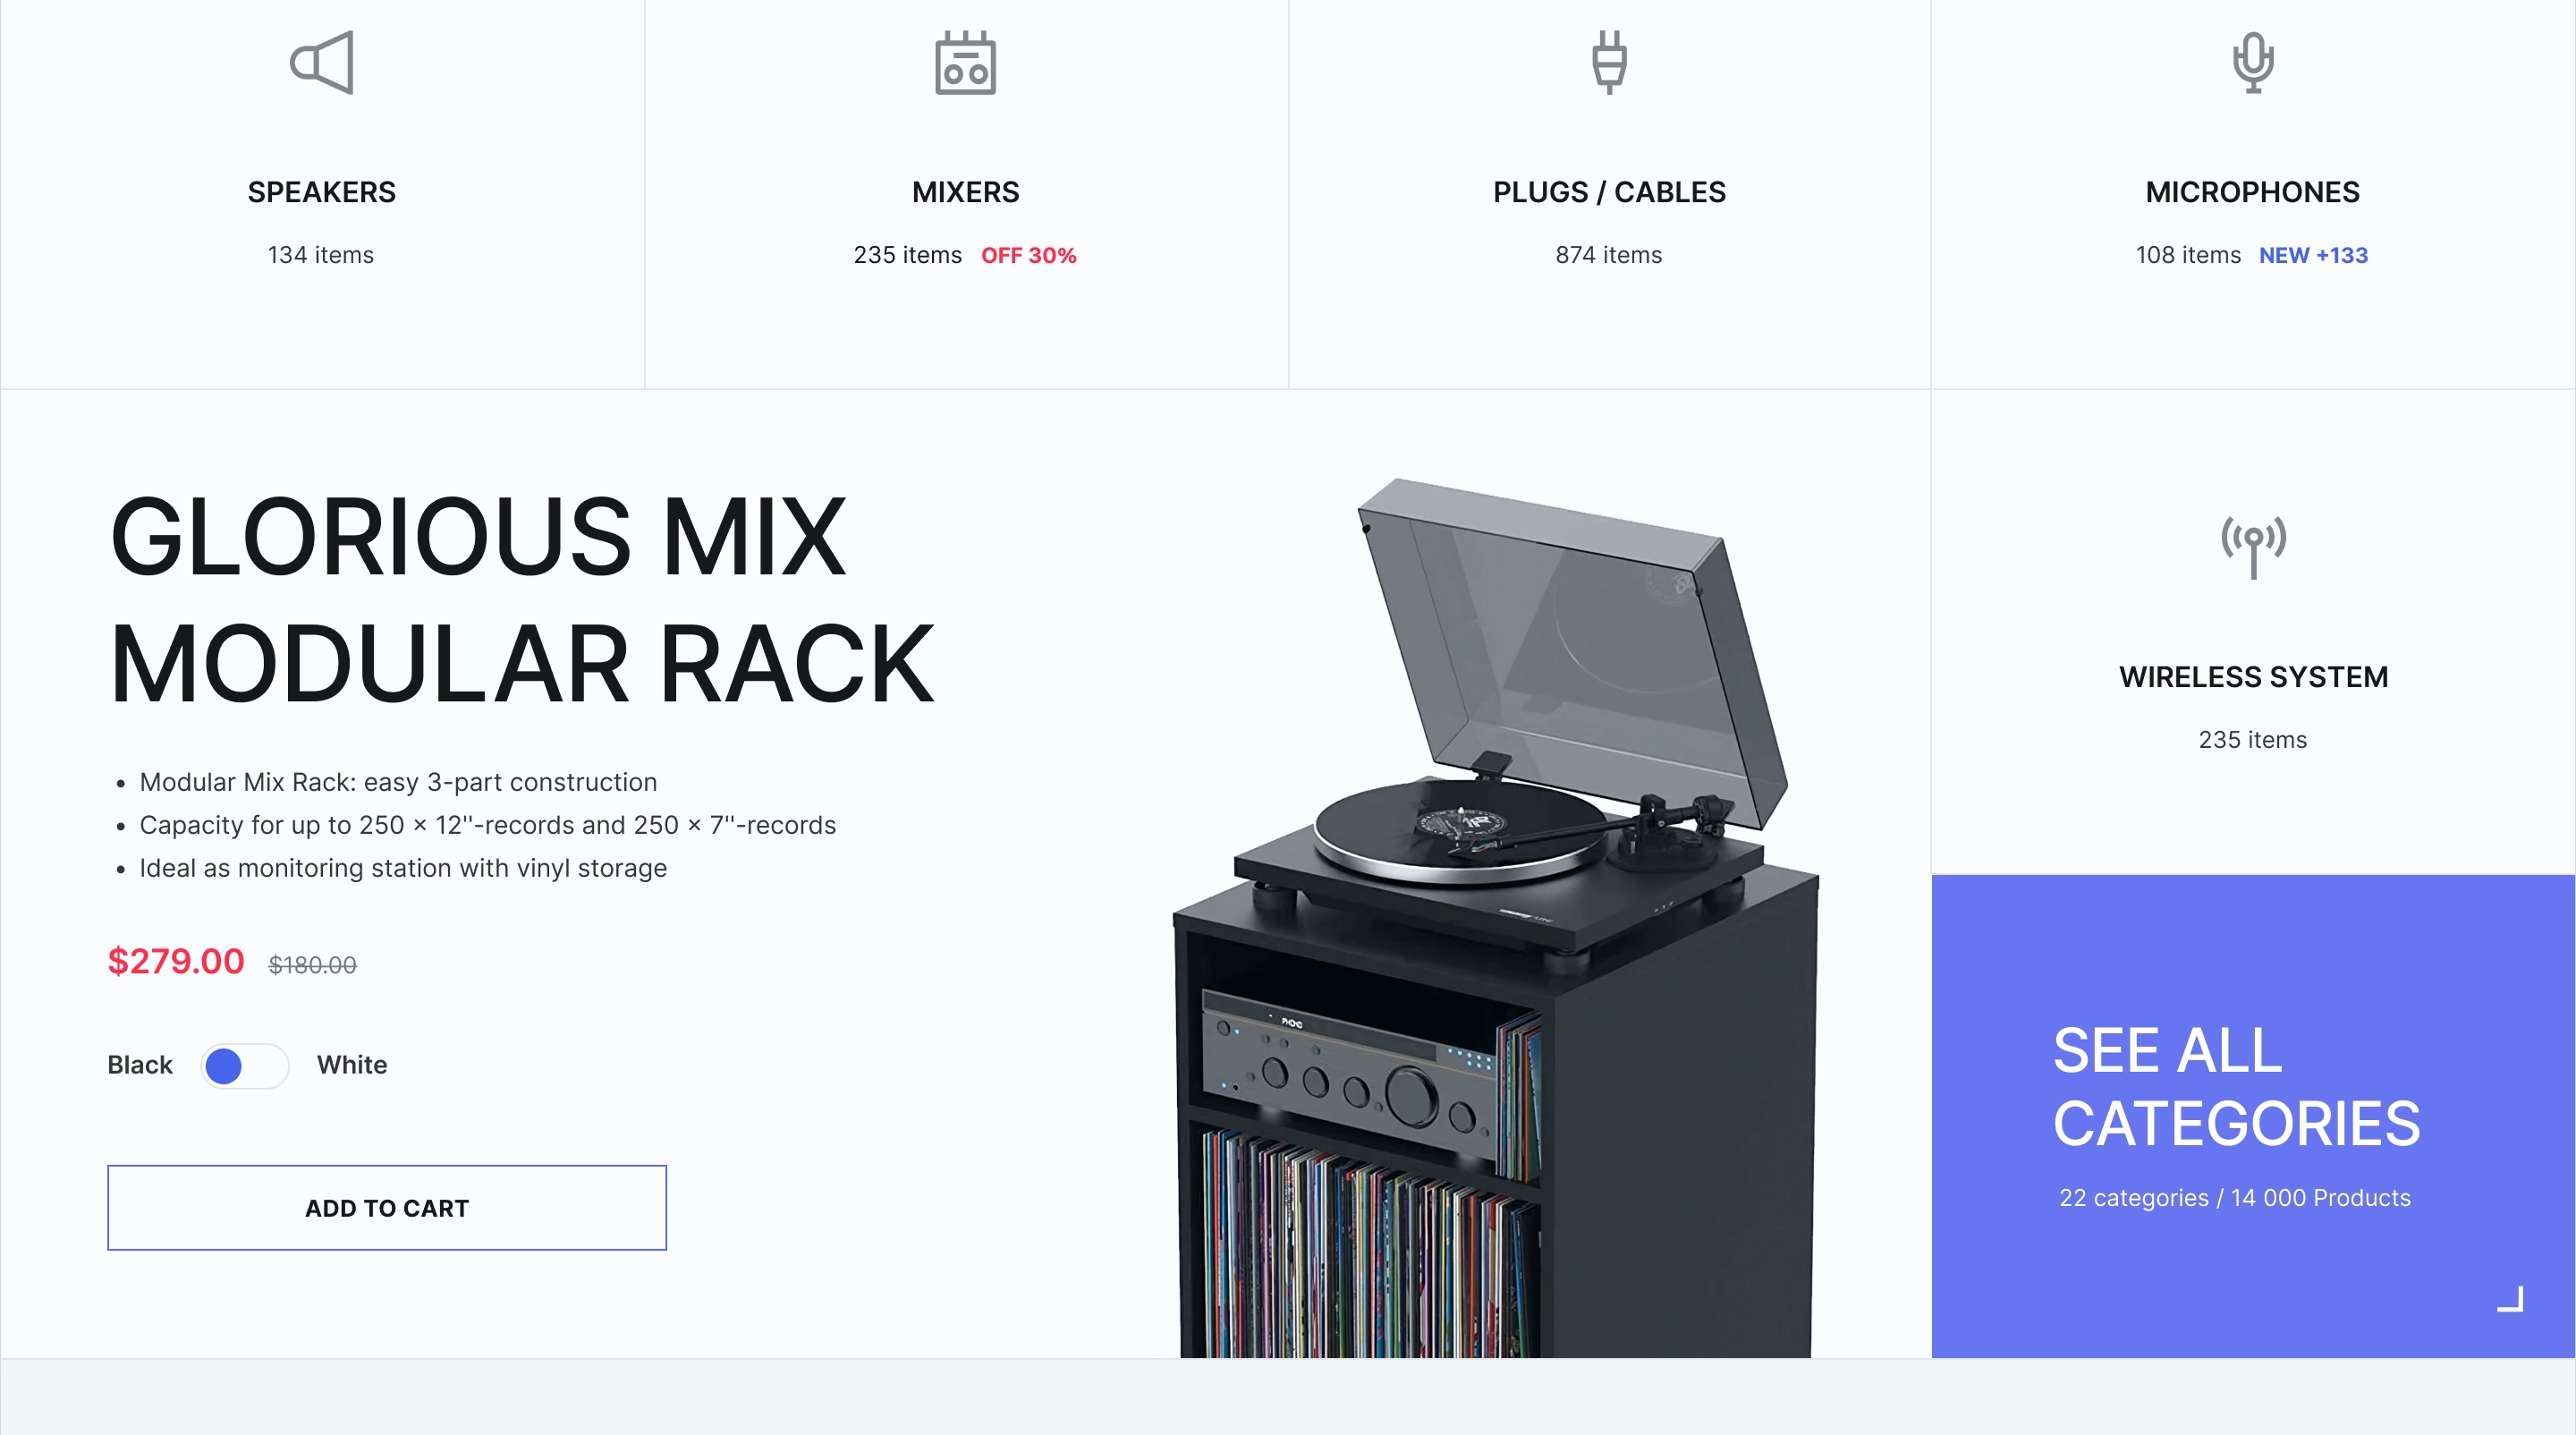 SPEAKERS
134 items
MIXERS
235 items OFF 30%
PLUGS / CABLES
874 items
MICROPHONES
108 items NEW +133
GLORIOUS MIX
MODULAR RACK
• Modular Mix Rack: easy 3-part construction
• Capacity for up to 250 × 12''-records and 250 × 7''-records
• Ideal as monitoring station with vinyl storage
$279.00 $180.00
Black White
ADD TO CART
PHONO
WIRELESS SYSTEM
235 items
SEE ALL
CATEGORIES
22 categories / 14 000 Products